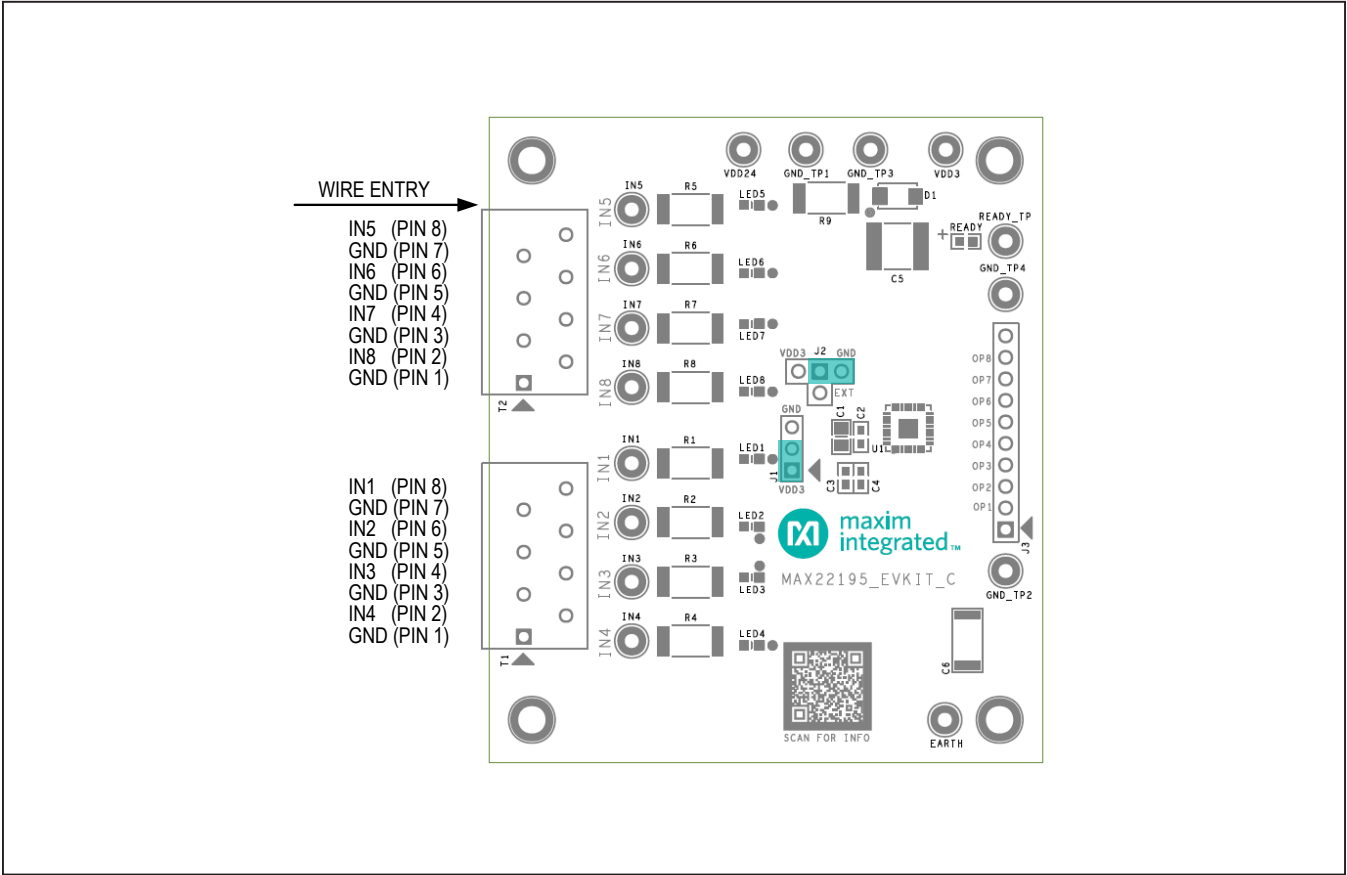 WIRE ENTRY
IN5 (PIN 8)
GND (PIN 7)
IN6 (PIN 6)
GND (PIN 5)
IN7 (PIN 4)
GND (PIN 3)
IN8 (PIN 2)
GND (PIN 1)
IN1 (PIN 8)
GND (PIN 7)
IN2 (PIN 6)
GND (PIN 5)
IN3 (PIN 4)
GND (PIN 3)
IN4 (PIN 2)
GND (PIN 1)
T2
T1
VDD24
GND_TP1
GND_TP3
VDD3
IN5
IN5
R5
LED5
R9
D1
C5
+
READY
READY_TP
GND_TP4
IN6
IN6
R6
LED6
IN7
IN7
R7
LED7
IN8
IN8
R8
LED8
VDD3
J2
GND
EXT
GND
J1
VDD3
C1
C2
U1
C3
C4
OP8
OP7
OP6
OP5
OP4
OP3
OP2
OP1
J3
IN1
IN1
R1
LED1
IN2
IN2
R2
LED2
IN3
IN3
R3
LED3
IN4
IN4
R4
LED4
maxim
integrated™
MAX22195_EVKIT_C
GND_TP2
C6
SCAN FOR INFO
EARTH